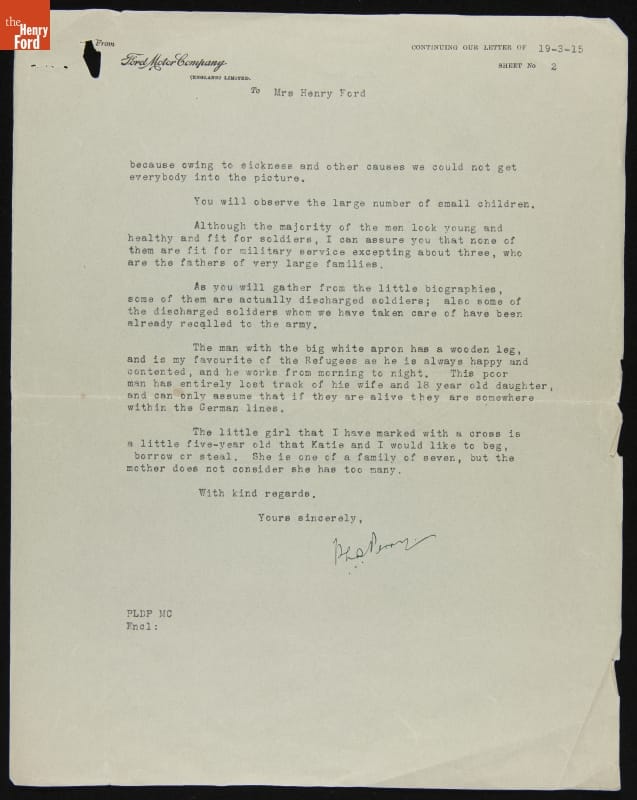 the
Henry
Ford
From
Ford Motor Company
(ENGLAND) LIMITED.
CONTINUING OUR LETTER OF 19-3-15
SHEET No 2
To Mrs Henry Ford
because owing to sickness and other causes we could not get
everybody into the picture.
You will observe the large number of small children.
Although the majority of the men look young and
healthy and fit for soldiers, I can assure you that none of
them are fit for military service excepting about three, who
are the fathers of very large families.
As you will gather from the little biographies,
some of them are actually discharged soldiers; also some of
the discharged soliders whom we have taken care of have been
already recalled to the army.
The man with the big white apron has a wooden leg,
and is my favourite of the Refugees as he is always happy and
contented, and he works from morning to night. This poor
man has entirely lost track of his wife and 18 year old daughter,
and can only assume that if they are alive they are somewhere
within the German lines.
The little girl that I have marked with a cross is
a little five-year old that Katie and I would like to beg,
borrow or steal. She is one of a family of seven, but the
mother does not consider she has too many.
With kind regards.
Yours sincerely,
PLDP MC
Encl: